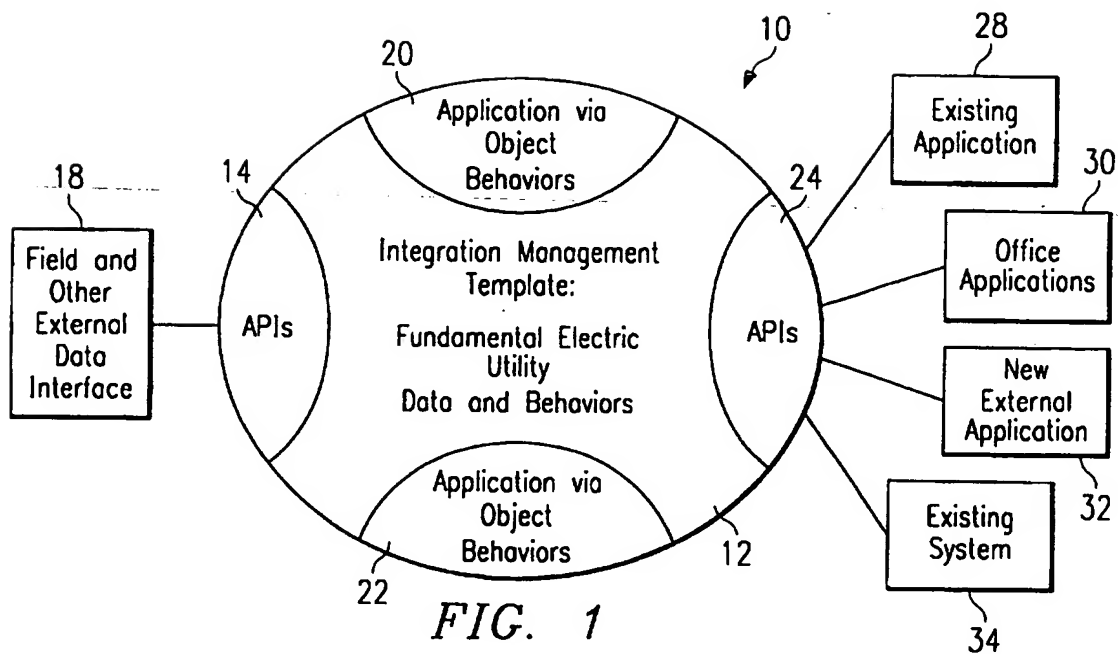 10
20
28
Application via
Object
Behaviors
Existing
Application
14
24
30
18
Field and
Other
External
Data
Interface
APIs
Integration Management
Template:
Fundamental Electric
Utility
Data and Behaviors
APIs
Office
Applications
New
External
Application
32
Application via
Object
Behaviors
22
12
Existing
System
34
FIG. 1